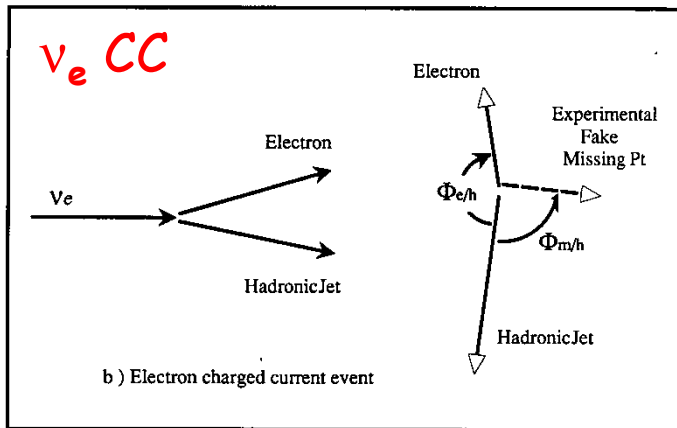 νe CC
Electron
Experimental
Fake
Missing Pt
Electron
Φe/h
νe
Φm/h
HadronicJet
HadronicJet
b ) Electron charged current event